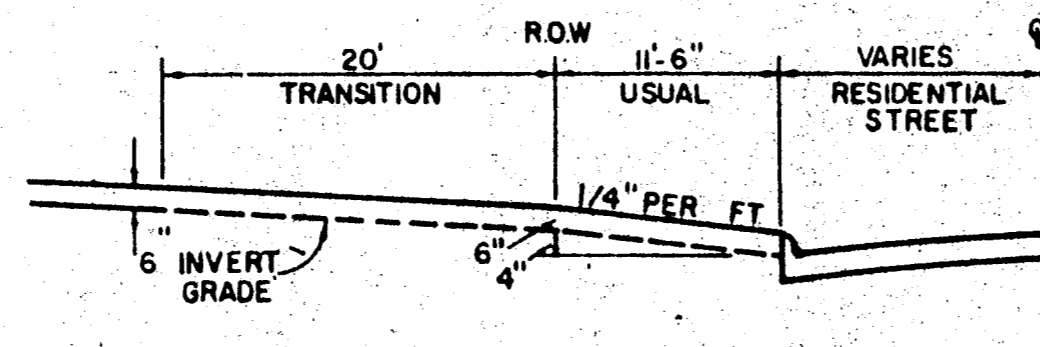 R.O.W
20'
11'-6"
VARIES
TRANSITION
USUAL
RESIDENTIAL
STREET
1/4" PER FT
6" INVERT
GRADE
6"
4"